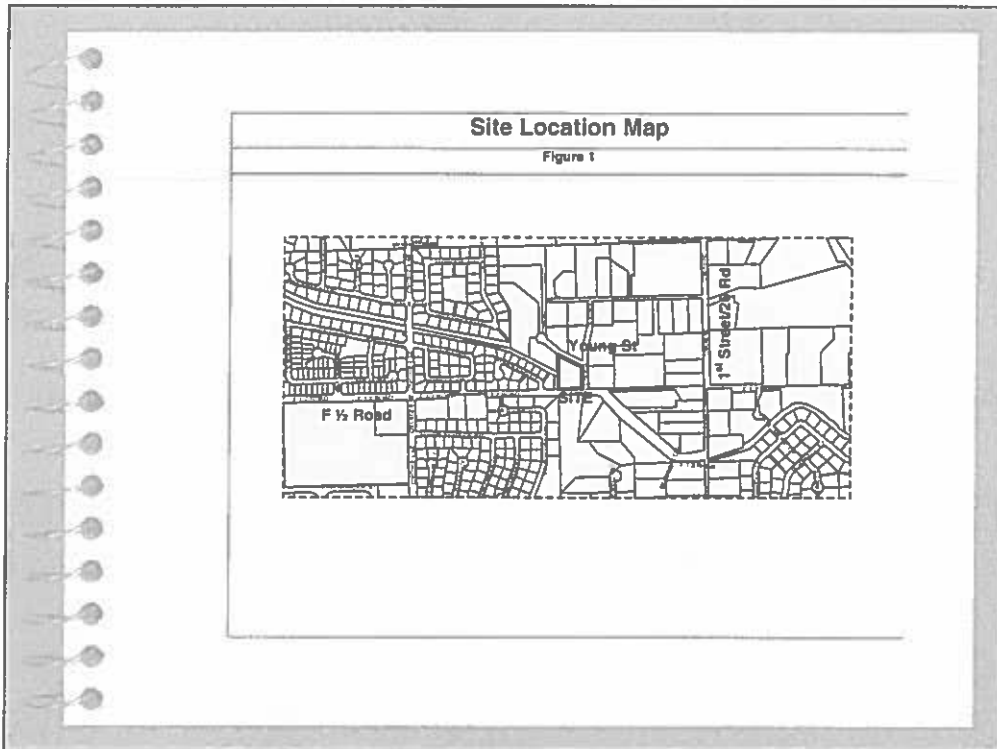 Site Location Map
Figure 1
Young St
1st Street/26 Rd
SITE
F ½ Road